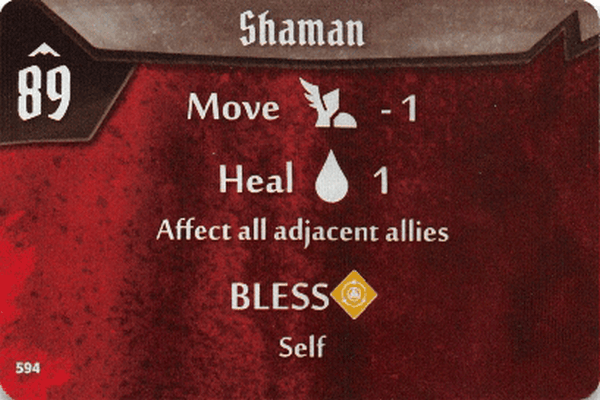 Shaman
89
Move - 1
Heal 1
Affect all adjacent allies
BLESS
Self
594